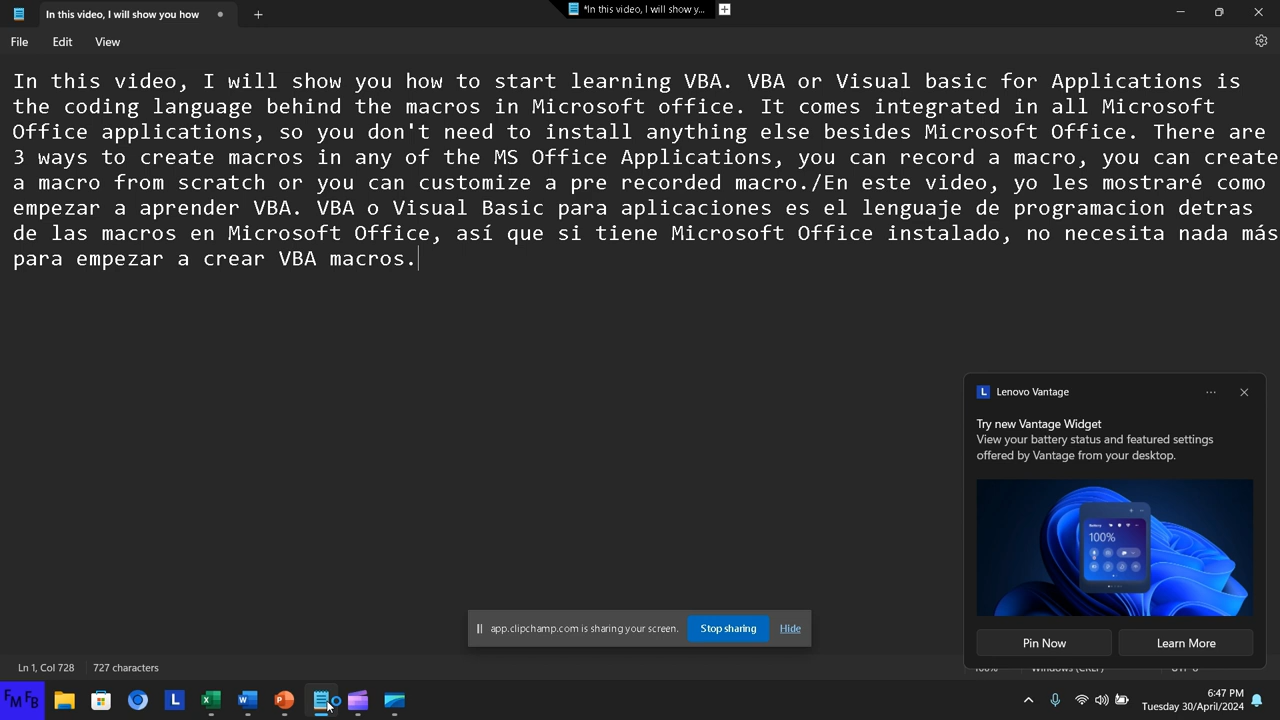 In this video, I will show you how
*In this video, I will show y...
File Edit View
In this video, I will show you how to start learning VBA. VBA or Visual basic for Applications is
the coding language behind the macros in Microsoft office. It comes integrated in all Microsoft
Office applications, so you don't need to install anything else besides Microsoft Office. There are
3 ways to create macros in any of the MS Office Applications, you can record a macro, you can create
a macro from scratch or you can customize a pre recorded macro./En este video, yo les mostraré como
empezar a aprender VBA. VBA o Visual Basic para aplicaciones es el lenguaje de programacion detras
de las macros en Microsoft Office, así que si tiene Microsoft Office instalado, no necesita nada más
para empezar a crear VBA macros.
L Lenovo Vantage
Try new Vantage Widget
View your battery status and featured settings
offered by Vantage from your desktop.
Battery
100%
Pin Now Learn More
app.clipchamp.com is sharing your screen. Stop sharing Hide
Ln 1, Col 728 727 characters
FM FB
L
6:47 PM
Tuesday 30/April/2024